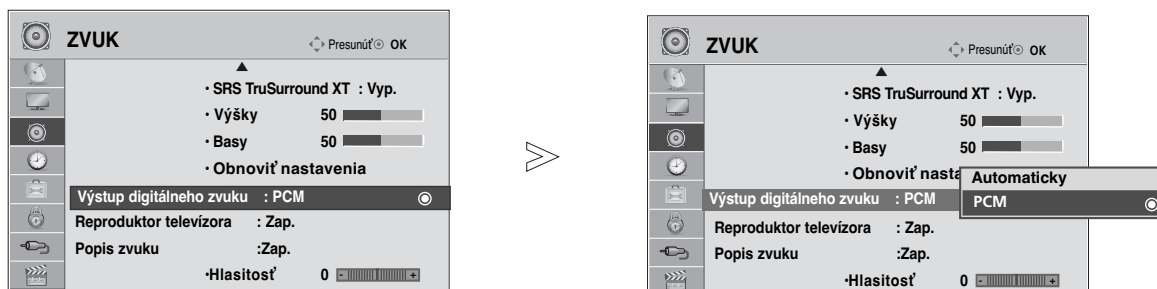 ZVUK
Presunúť OK
• SRS TruSurround XT : Vyp.
• Výšky 50
• Basy 50
• Obnoviť nastavenia
Výstup digitálneho zvuku : PCM
Reproduktor televízora : Zap.
Popis zvuku :Zap.
•Hlasitosť 0 - +
ZVUK
Presunúť OK
• SRS TruSurround XT : Vyp.
• Výšky 50
• Basy 50
• Obnoviť nasta
Automaticky
Výstup digitálneho zvuku : PCM
PCM
Reproduktor televízora : Zap.
Popis zvuku :Zap.
•Hlasitosť 0 - +